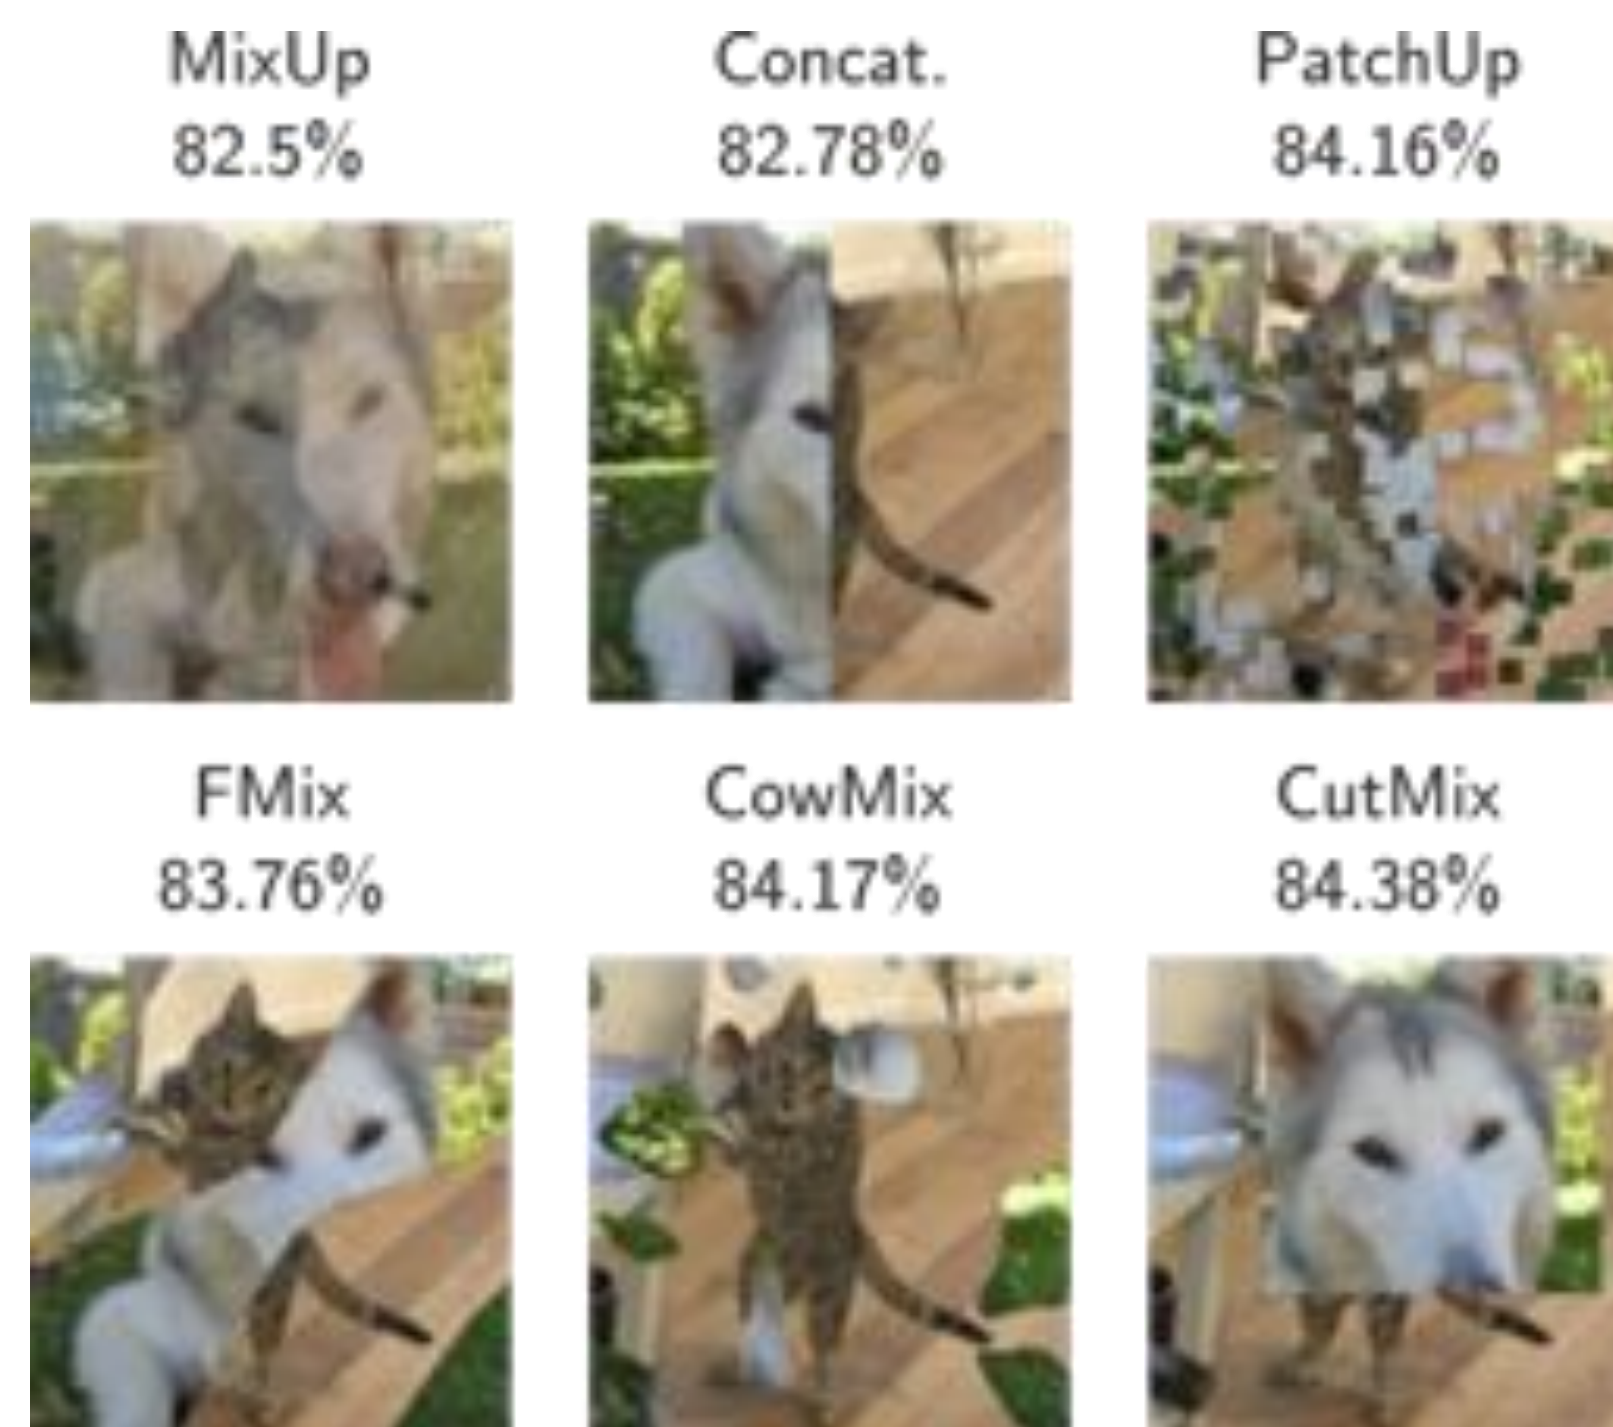 MixUp
82.5%
Concat.
82.78%
PatchUp
84.16%
FMix
83.76%
CowMix
84.17%
CutMix
84.38%